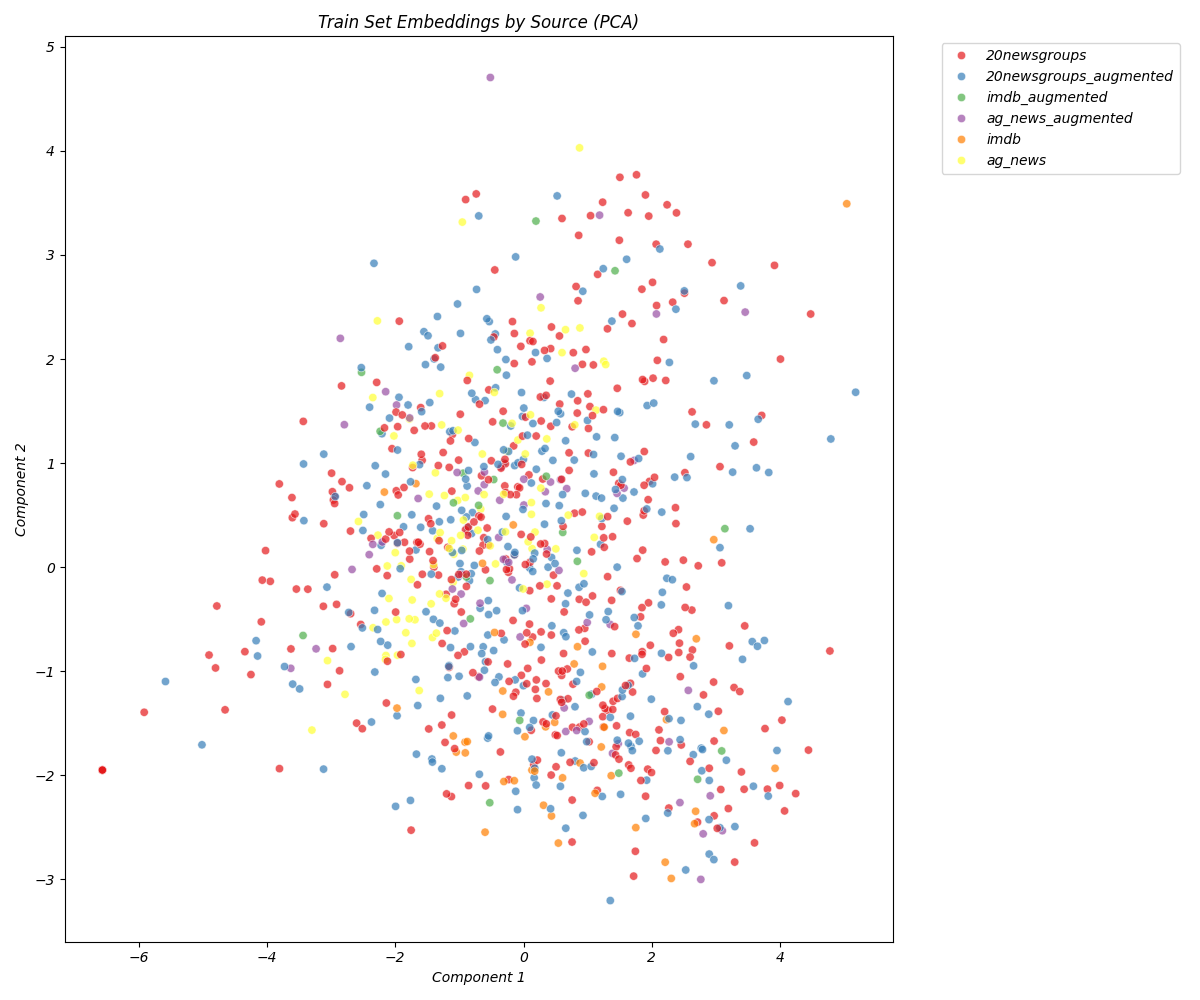 Train Set Embeddings by Source (PCA)
5
4
3
2
1
0
−1
−2
−3
Component 2
−6
−4
−2
0
2
4
Component 1
20newsgroups
20newsgroups_augmented
imdb_augmented
ag_news_augmented
imdb
ag_news